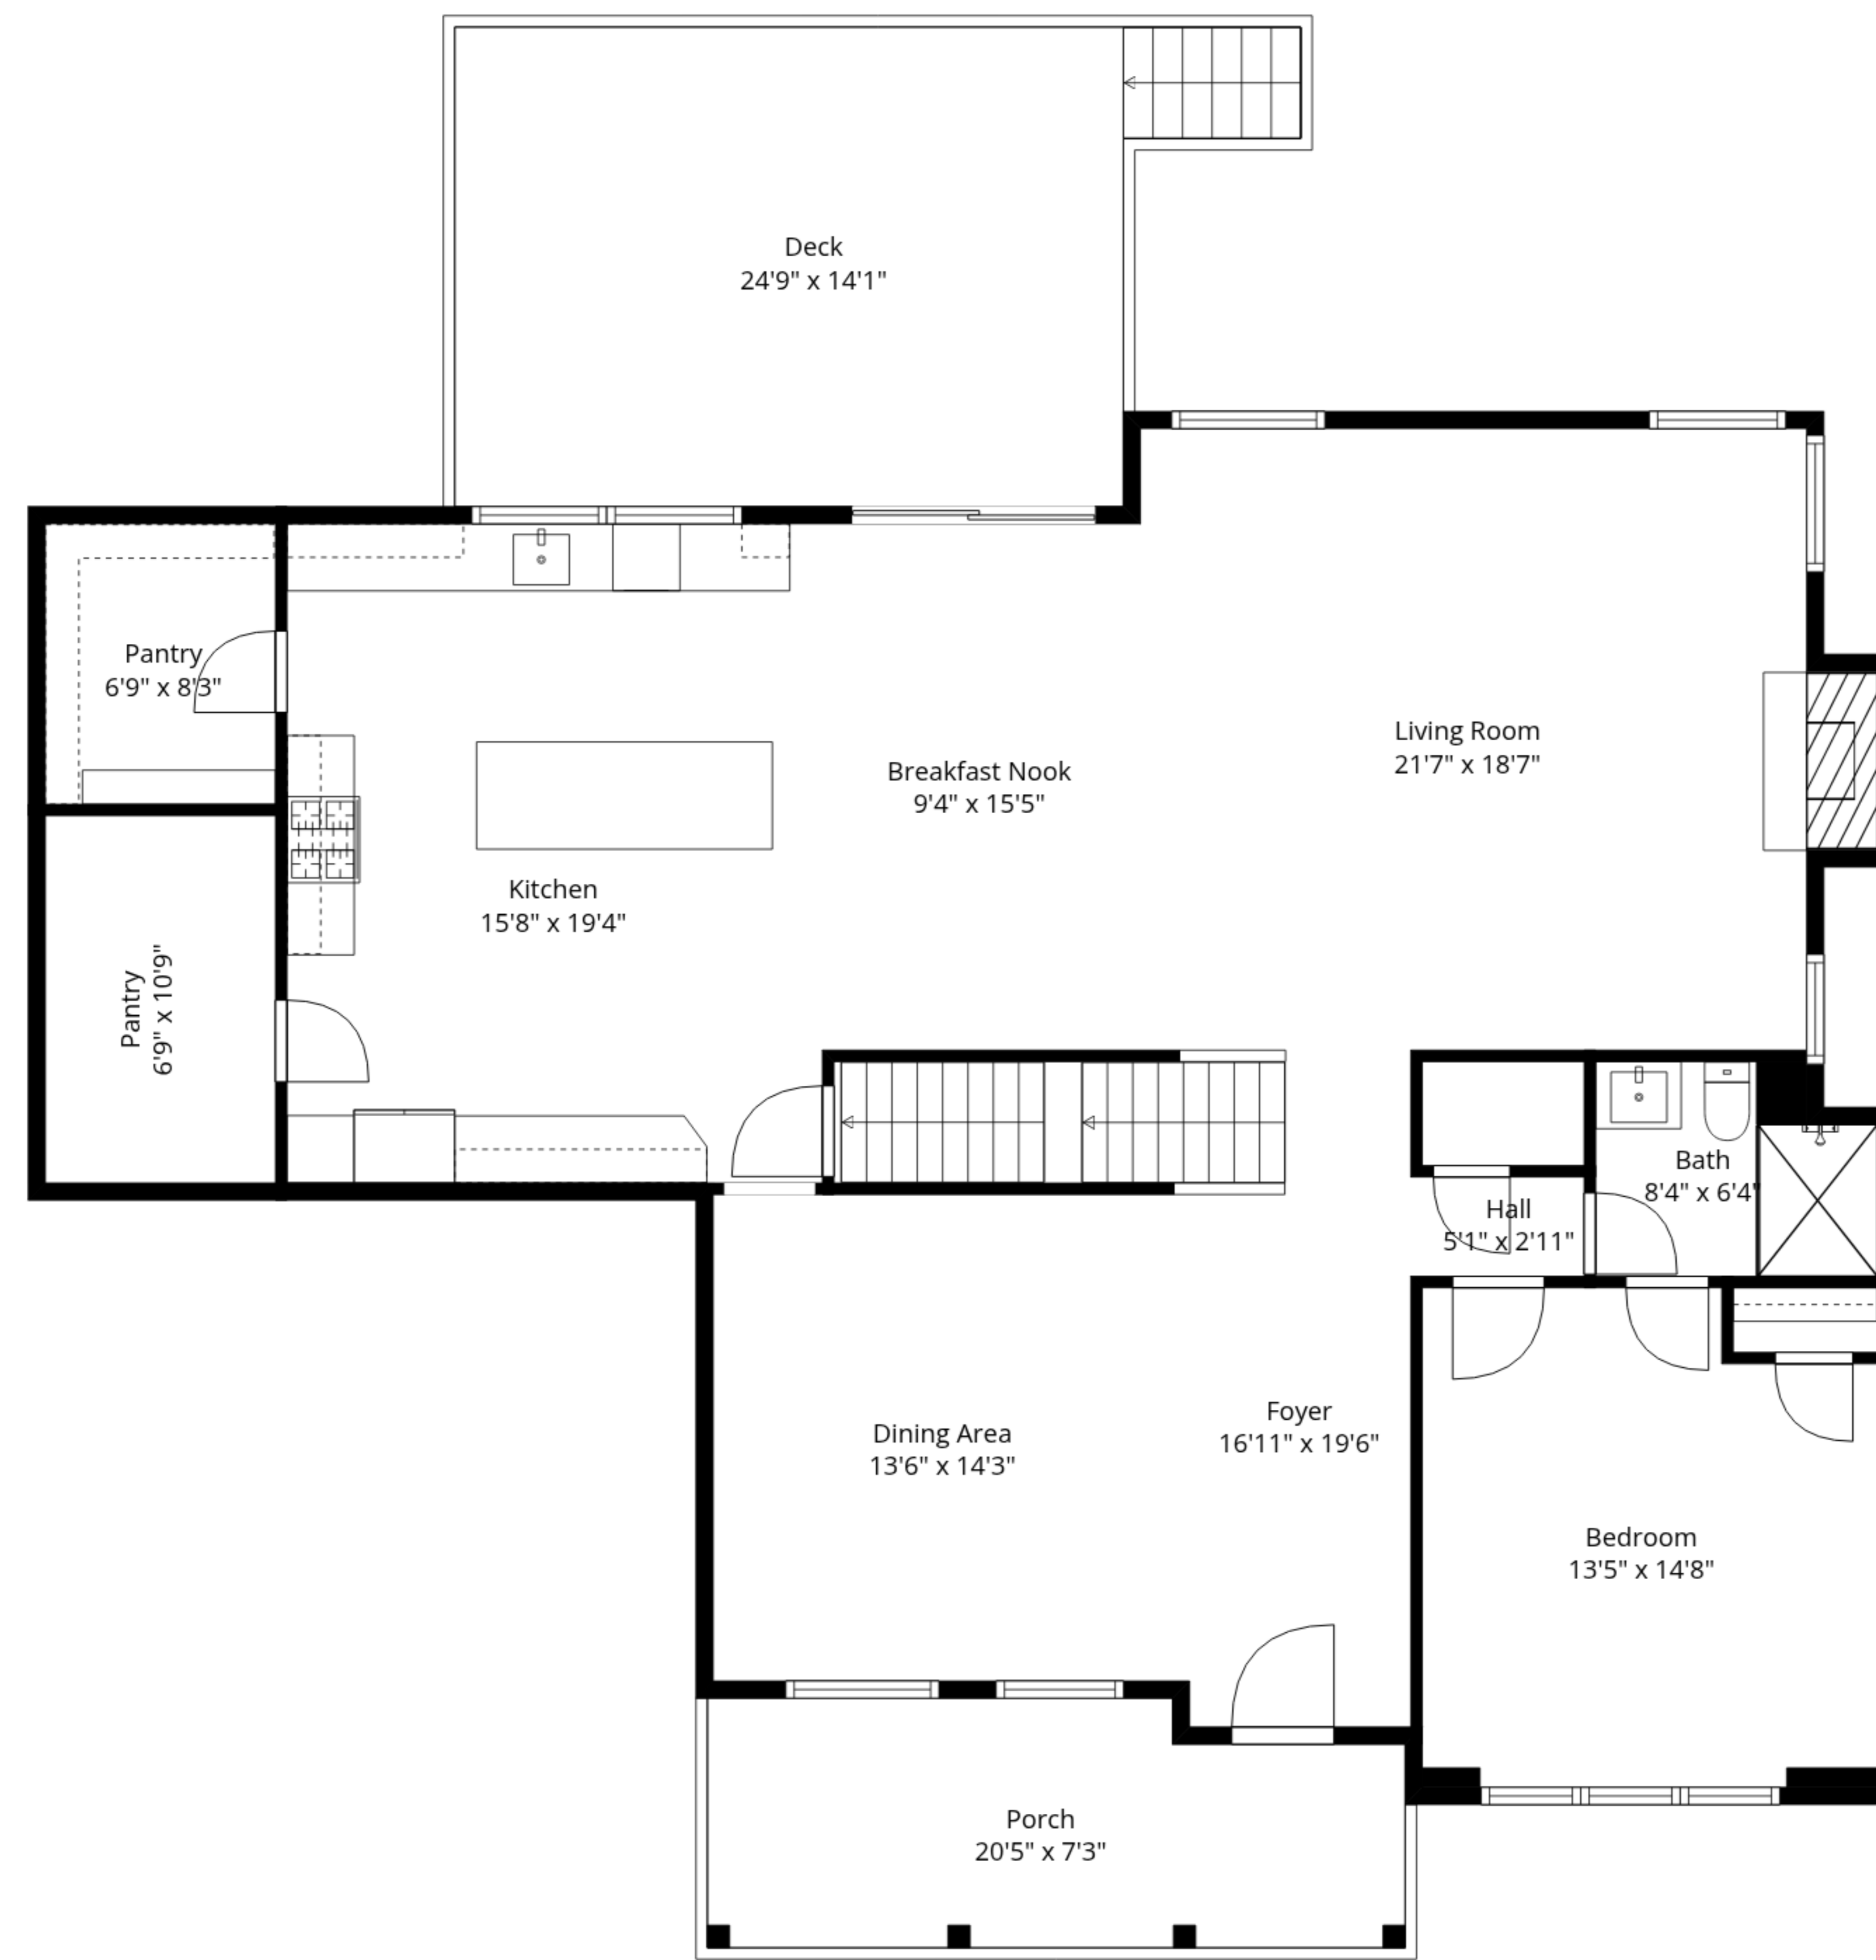 Deck
24'9" x 14'1"
Pantry
6'9" x 8'3"
Living Room
21'7" x 18'7"
Breakfast Nook
9'4" x 15'5"
Kitchen
15'8" x 19'4"
Pantry
6'9" x 10'9"
Bath
8'4" x 6'4"
Hall
5'1" x 2'11"
Foyer
16'11" x 19'6"
Dining Area
13'6" x 14'3"
Bedroom
13'5" x 14'8"
Porch
20'5" x 7'3"